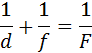 1/d + 1/f = 1/F